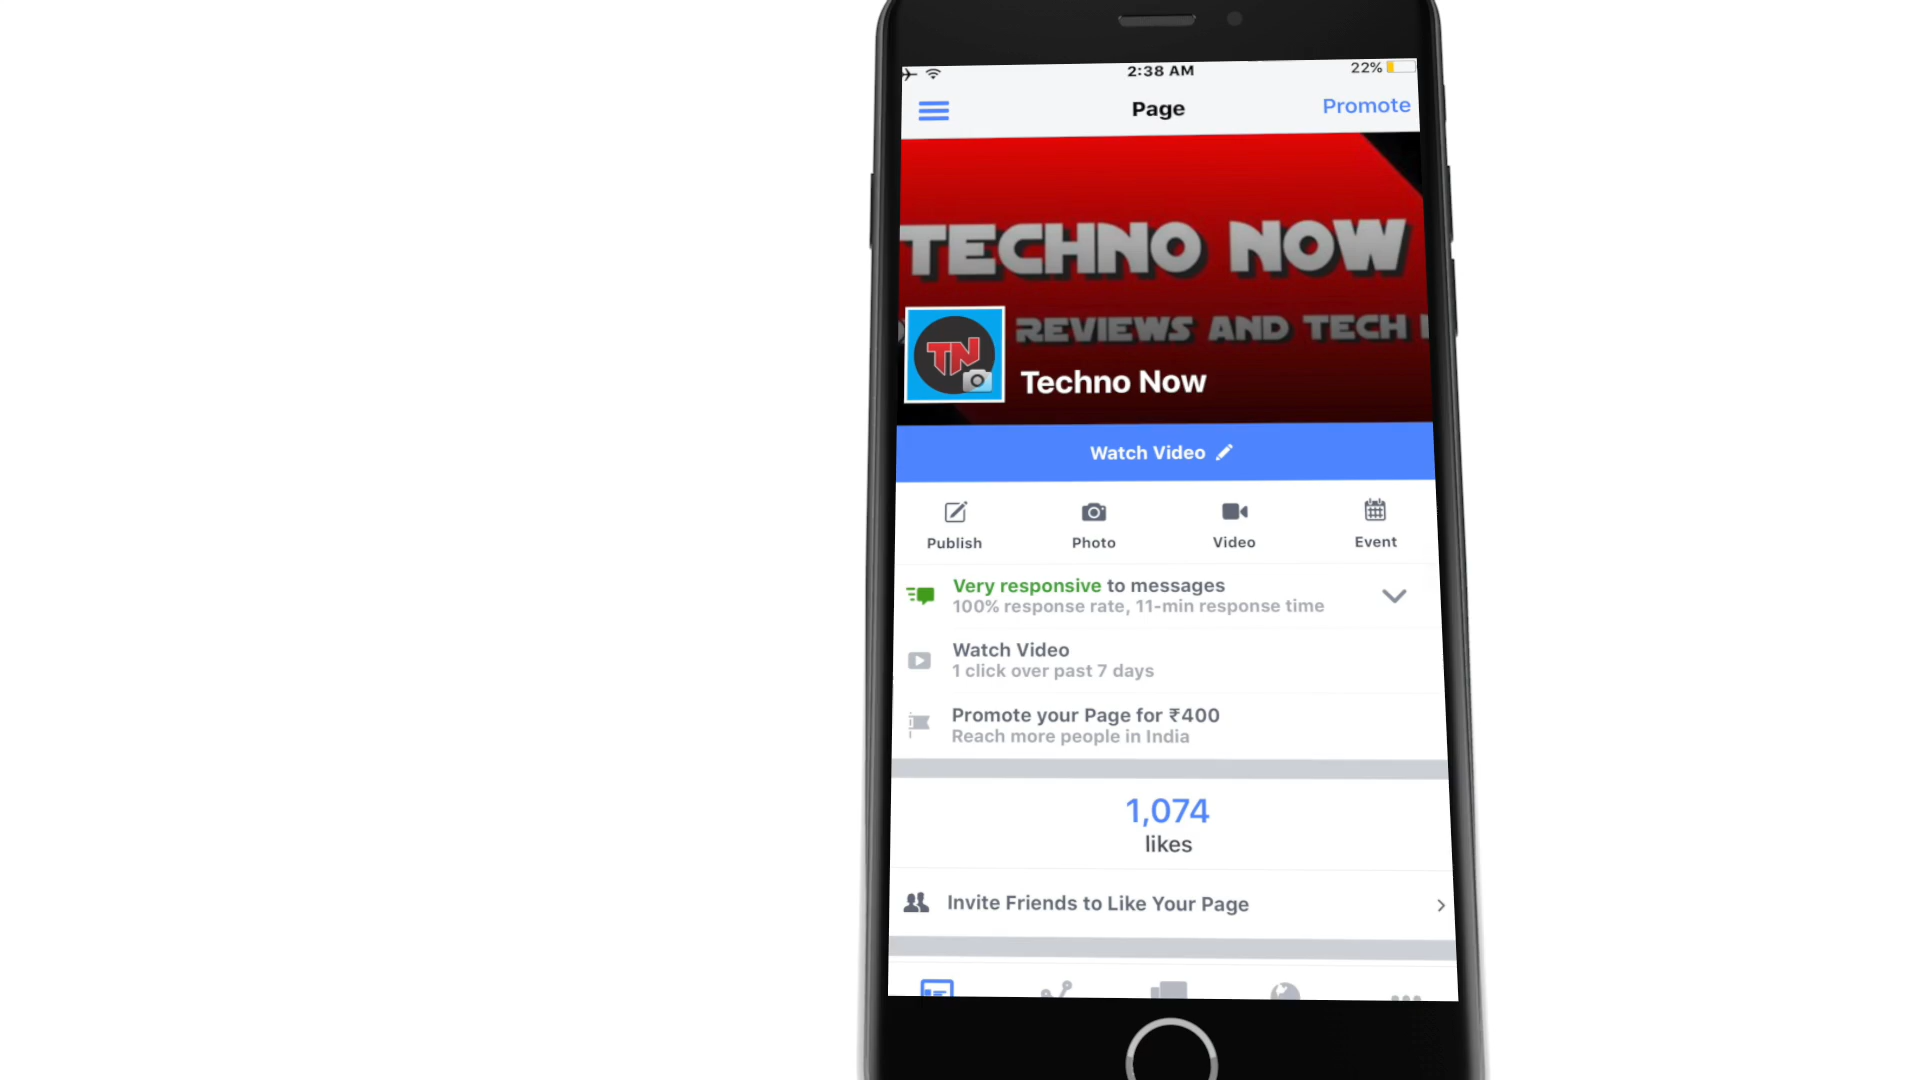 2:38 AM
22%
Page
Promote
TECHNO NOW
REVIEWS AND TECH
TN
Techno Now
Watch Video
Publish
Photo
Video
Event
Very responsive to messages
100% response rate, 11-min response time
Watch Video
1 click over past 7 days
Promote your Page for ₹400
Reach more people in India
1,074
likes
Invite Friends to Like Your Page